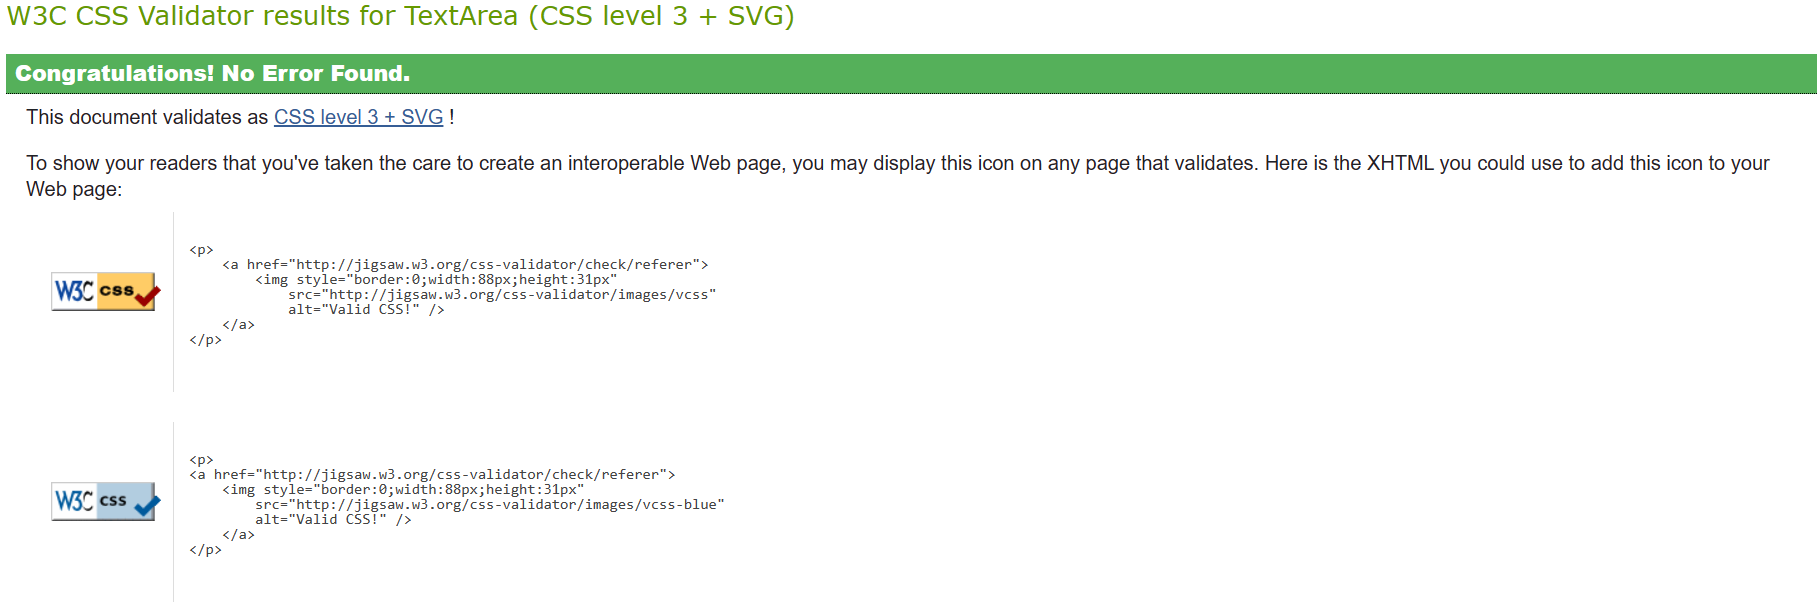 W3C CSS Validator results for TextArea (CSS level 3 + SVG)
Congratulations! No Error Found.
This document validates as CSS level 3 + SVG !
To show your readers that you've taken the care to create an interoperable Web page, you may display this icon on any page that validates. Here is the XHTML you could use to add this icon to your
Web page:
W3C css
<p>
    <a href="http://jigsaw.w3.org/css-validator/check/referer">
        <img style="border:0;width:88px;height:31px"
            src="http://jigsaw.w3.org/css-validator/images/vcss"
            alt="Valid CSS!" />
    </a>
</p>
W3C css
<p>
<a href="http://jigsaw.w3.org/css-validator/check/referer">
    <img style="border:0;width:88px;height:31px"
        src="http://jigsaw.w3.org/css-validator/images/vcss-blue"
        alt="Valid CSS!" />
    </a>
</p>